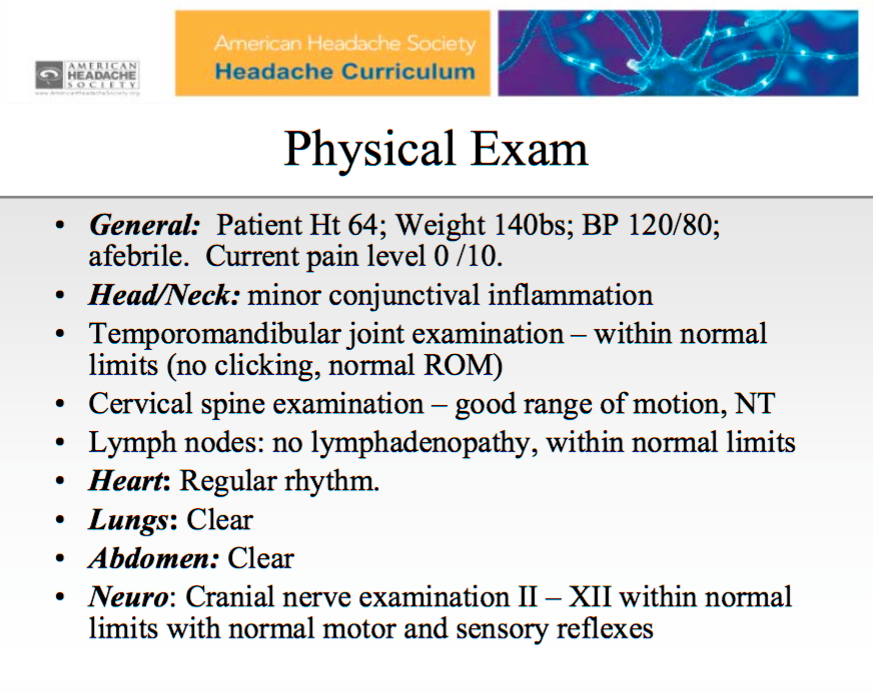 AMERICAN
HEADACHE
SOCIETY
www.AmericanHeadacheSociety.org
American Headache Society
Headache Curriculum
Physical Exam
• General: Patient Ht 64; Weight 140bs; BP 120/80;
afebrile. Current pain level 0 /10.
• Head/Neck: minor conjunctival inflammation
• Temporomandibular joint examination – within normal
limits (no clicking, normal ROM)
• Cervical spine examination – good range of motion, NT
• Lymph nodes: no lymphadenopathy, within normal limits
• Heart: Regular rhythm.
• Lungs: Clear
• Abdomen: Clear
• Neuro: Cranial nerve examination II – XII within normal
limits with normal motor and sensory reflexes